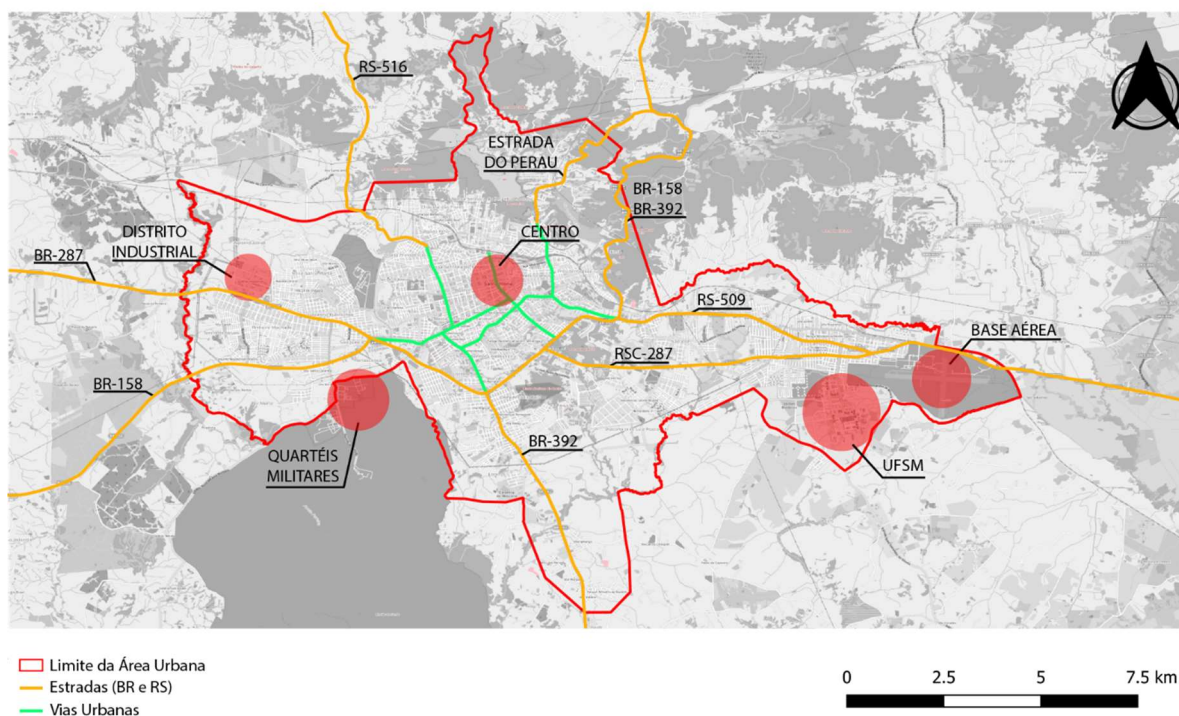 RS-516
ESTRADA
DO PERAU
BR-158
BR-392
DISTRITO
INDUSTRIAL
CENTRO
BR-287
RS-509
BASE AÉREA
RSC-287
BR-158
BR-392
QUARTÉIS
MILITARES
UFSM
Limite da Área Urbana
Estradas (BR e RS)
Vias Urbanas
0 2.5 5 7.5 km